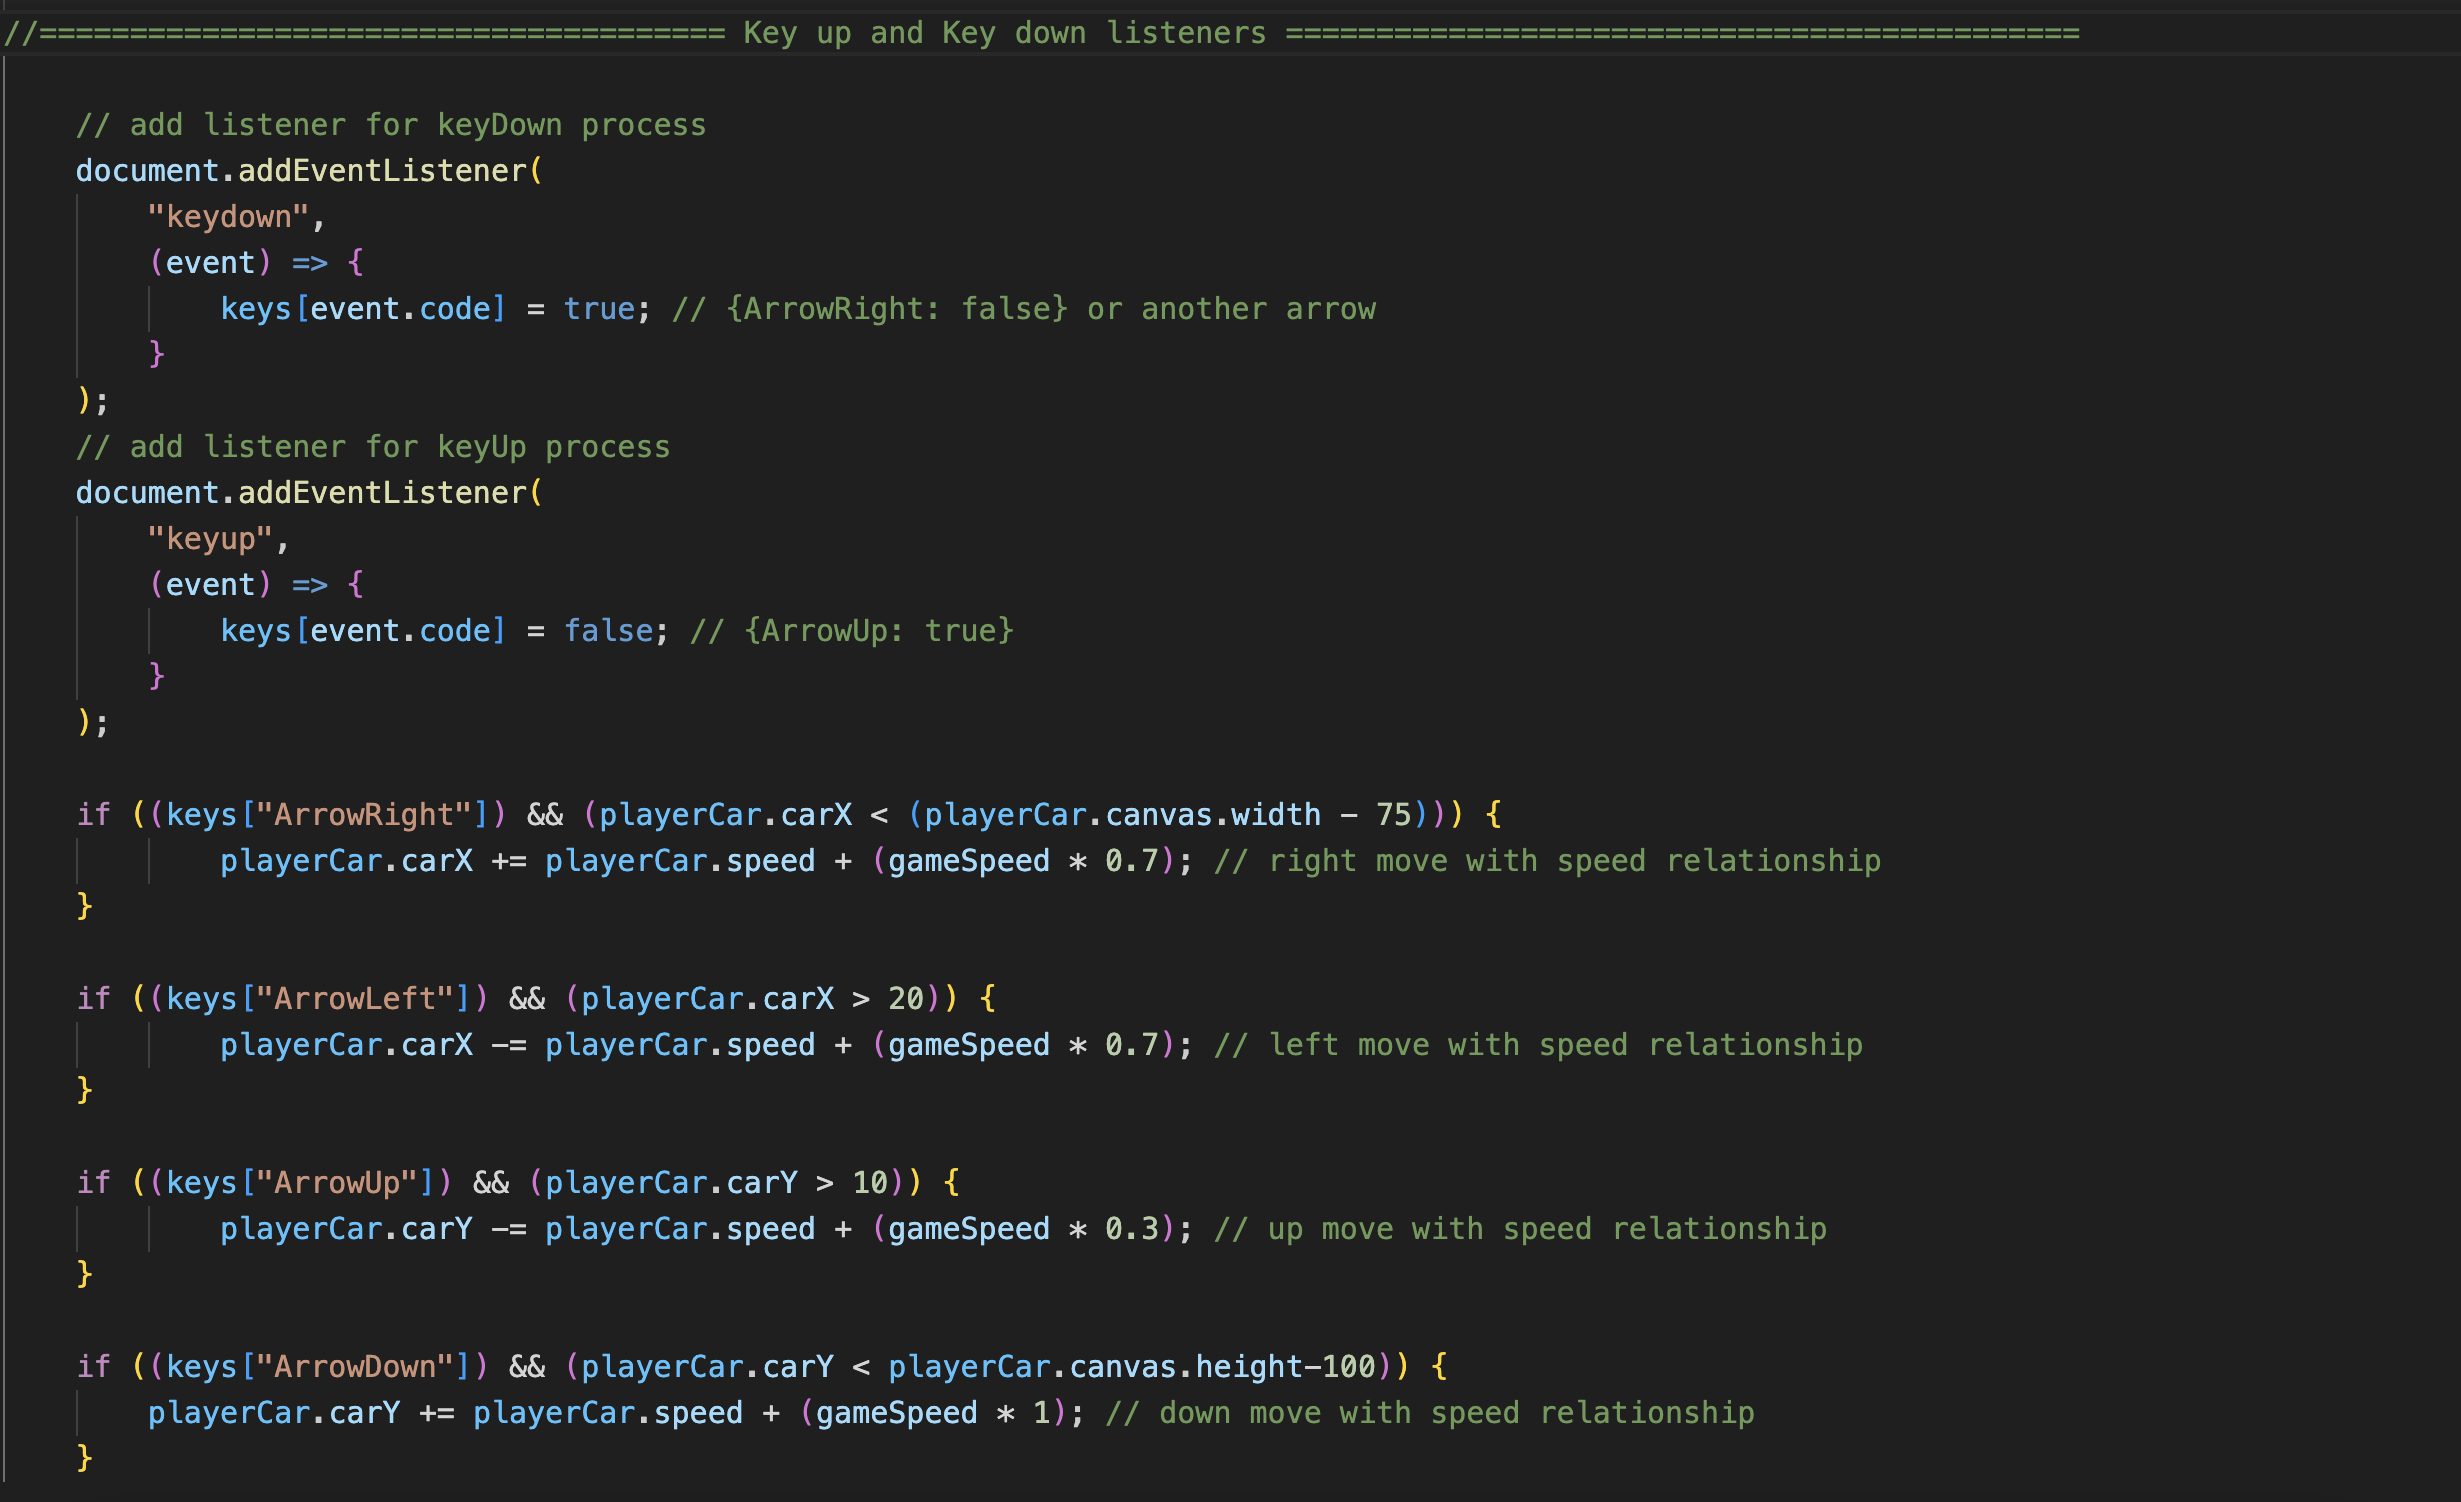 //====================================== Key up and Key down listeners ============================================
// add listener for keyDown process
document.addEventListener(
"keydown",
(event) => {
keys[event.code] = true; // {ArrowRight: false} or another arrow
}
);
// add listener for keyUp process
document.addEventListener(
"keyup",
(event) => {
keys[event.code] = false; // {ArrowUp: true}
}
);
if ((keys["ArrowRight"]) && (playerCar.carX < (playerCar.canvas.width - 75))) {
playerCar.carX += playerCar.speed + (gameSpeed * 0.7); // right move with speed relationship
}
if ((keys["ArrowLeft"]) && (playerCar.carX > 20)) {
playerCar.carX -= playerCar.speed + (gameSpeed * 0.7); // left move with speed relationship
}
if ((keys["ArrowUp"]) && (playerCar.carY > 10)) {
playerCar.carY -= playerCar.speed + (gameSpeed * 0.3); // up move with speed relationship
}
if ((keys["ArrowDown"]) && (playerCar.carY < playerCar.canvas.height-100)) {
playerCar.carY += playerCar.speed + (gameSpeed * 1); // down move with speed relationship
}